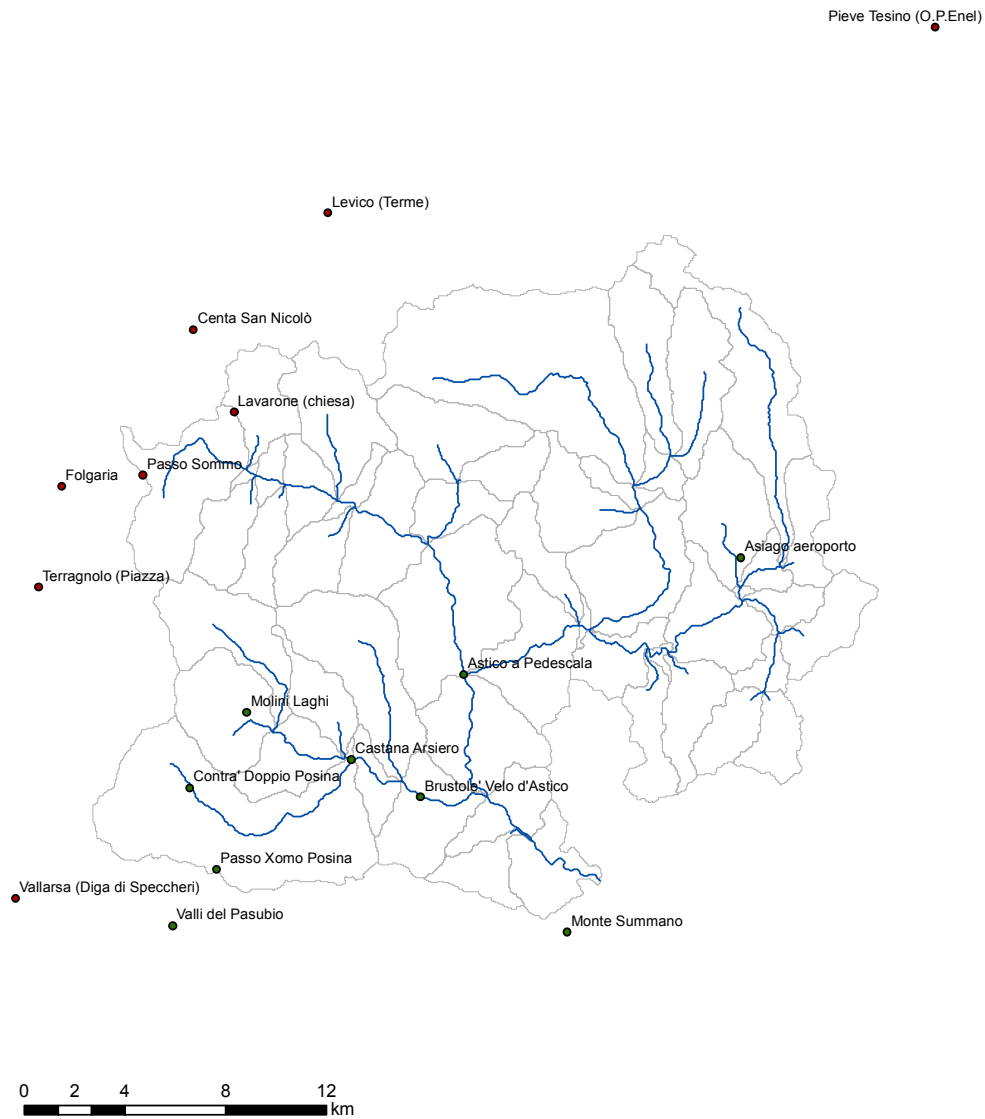 Pieve Tesino (O.P.Enel)
Levico (Terme)
Centa San Nicolò
Lavarone (chiesa)
Passo Sommo
Folgaria
Asiago aeroporto
Terragnolo (Piazza)
Astico a Pedescala
Molini Laghi
Castana Arsiero
Contra' Doppio Posina
Brustole' Velo d'Astico
Passo Xomo Posina
Vallarsa (Diga di Speccheri)
Valli del Pasubio
Monte Summano
0 2 4 8 12
km